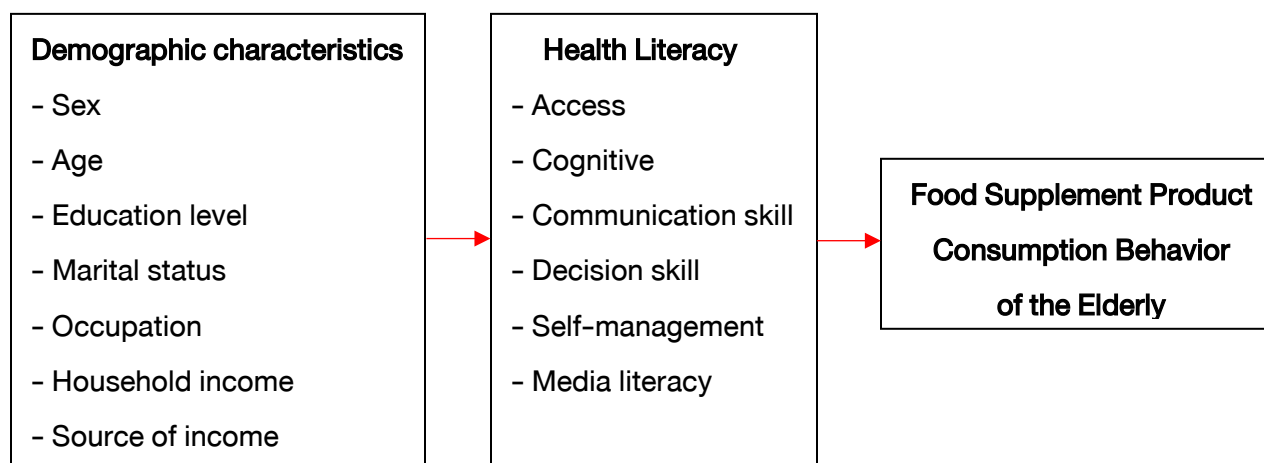 Demographic characteristics
- Sex
- Age
- Education level
- Marital status
- Occupation
- Household income
- Source of income
Health Literacy
- Access
- Cognitive
- Communication skill
- Decision skill
- Self-management
- Media literacy
Food Supplement Product
Consumption Behavior
of the Elderly